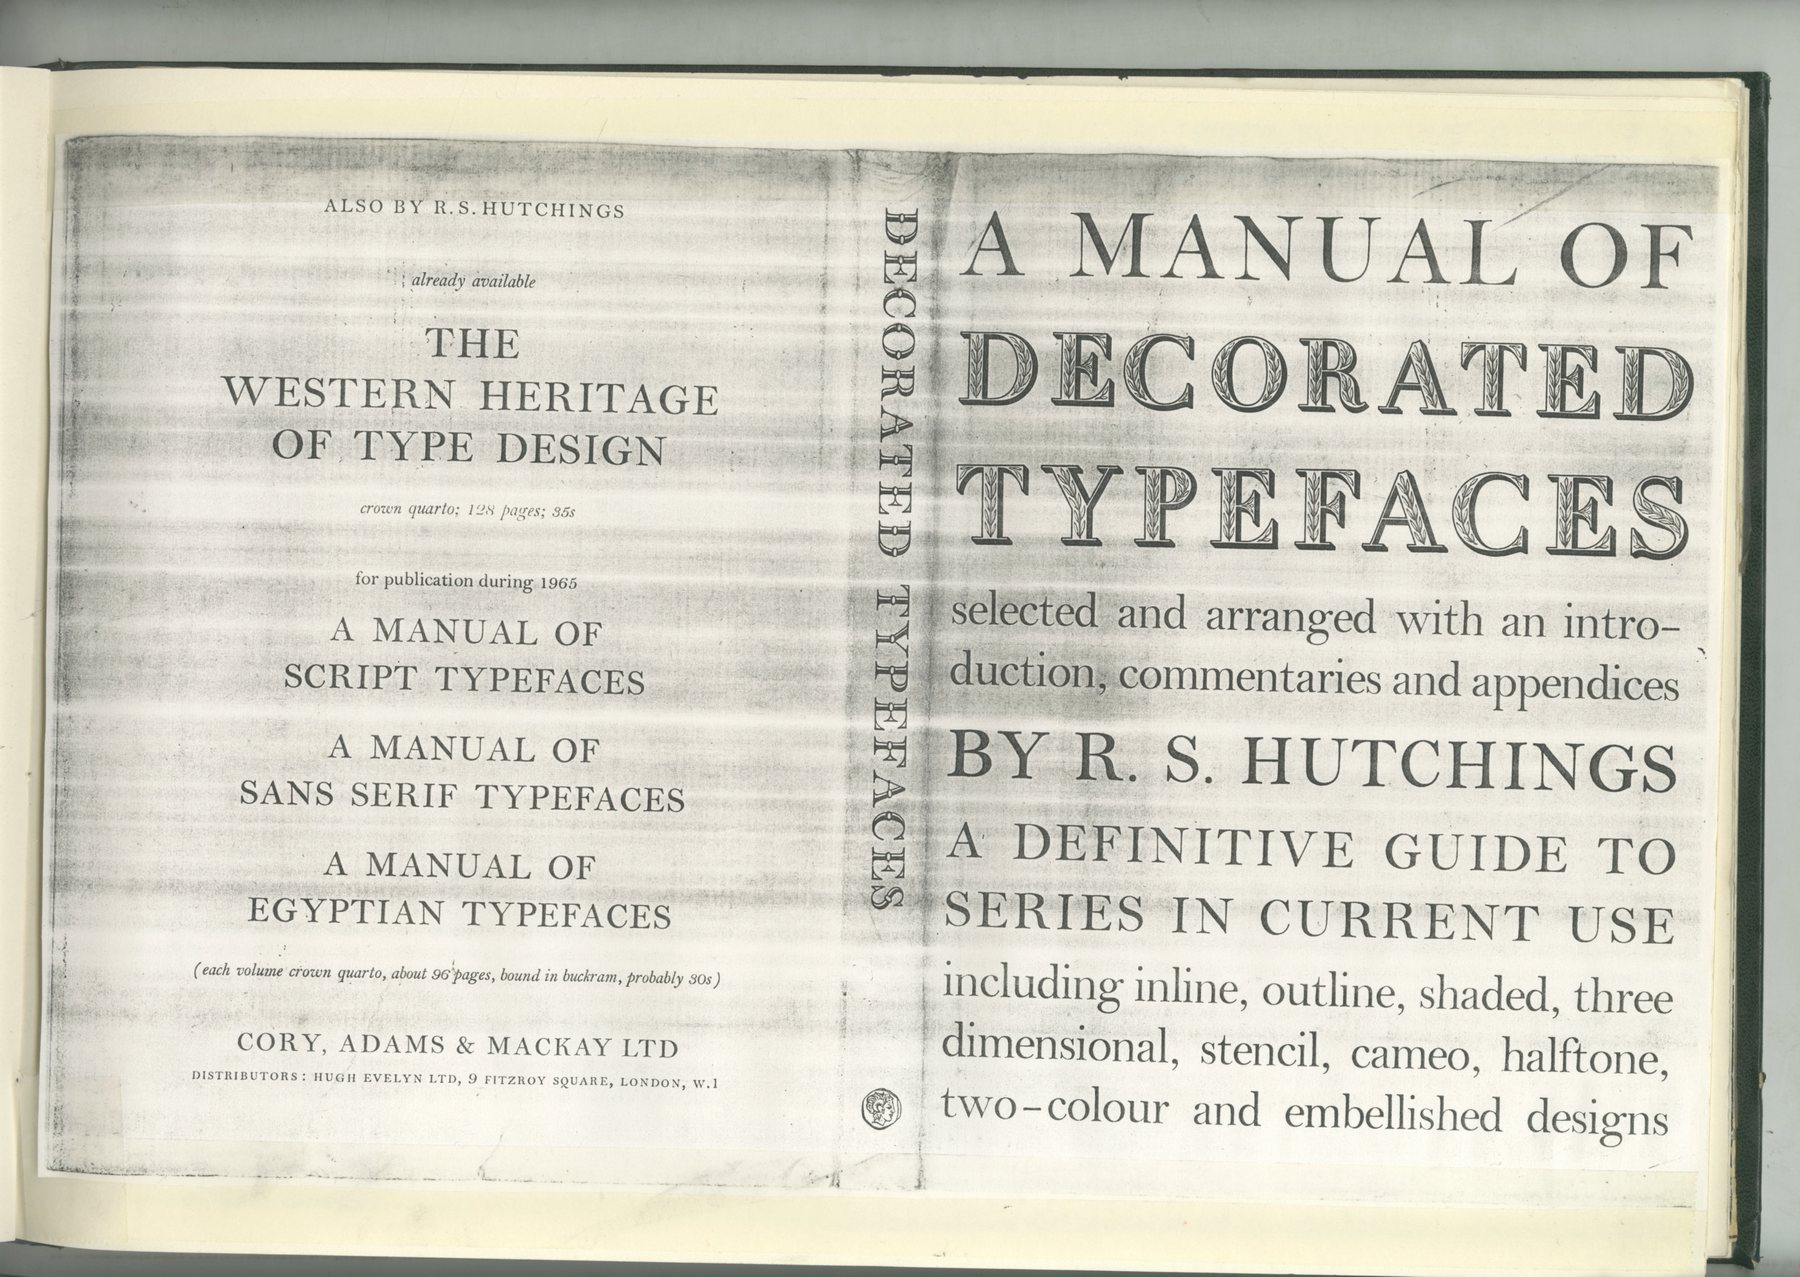 ALSO BY R.S. HUTCHINGS
already available
THE
WESTERN HERITAGE
OF TYPE DESIGN
crown quarto; 128 pages; 35s
for publication during 1965
A MANUAL OF
SCRIPT TYPEFACES
A MANUAL OF
SANS SERIF TYPEFACES
A MANUAL OF
EGYPTIAN TYPEFACES
(each volume crown quarto, about 96 pages, bound in buckram, probably 30s)
CORY, ADAMS & MACKAY LTD
DISTRIBUTORS: HUGH EVELYN LTD, 9 FITZROY SQUARE, LONDON, W.1
DECORATED TYPEFACES
A MANUAL OF
DECORATED
TYPEFACES
selected and arranged with an intro-
duction, commentaries and appendices
BY R. S. HUTCHINGS
A DEFINITIVE GUIDE TO
SERIES IN CURRENT USE
including inline, outline, shaded, three
dimensional, stencil, cameo, halftone,
two-colour and embellished designs